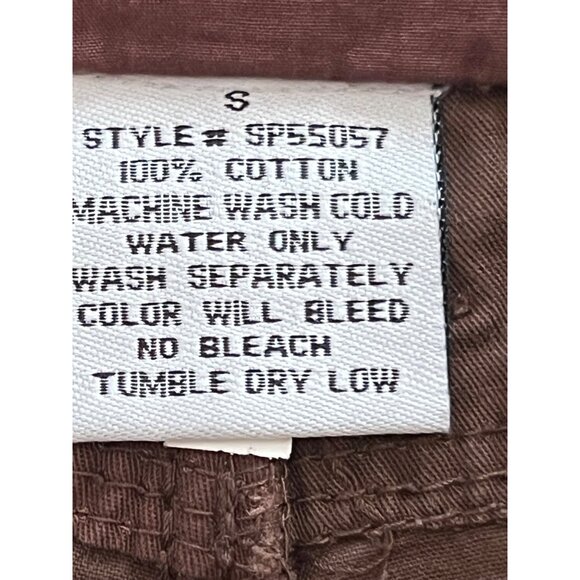 S
STYLE# SP55057
100% COTTON
MACHINE WASH COLD
WATER ONLY
WASH SEPARATELY
COLOR WILL BLEED
NO BLEACH
TUMBLE DRY LOW